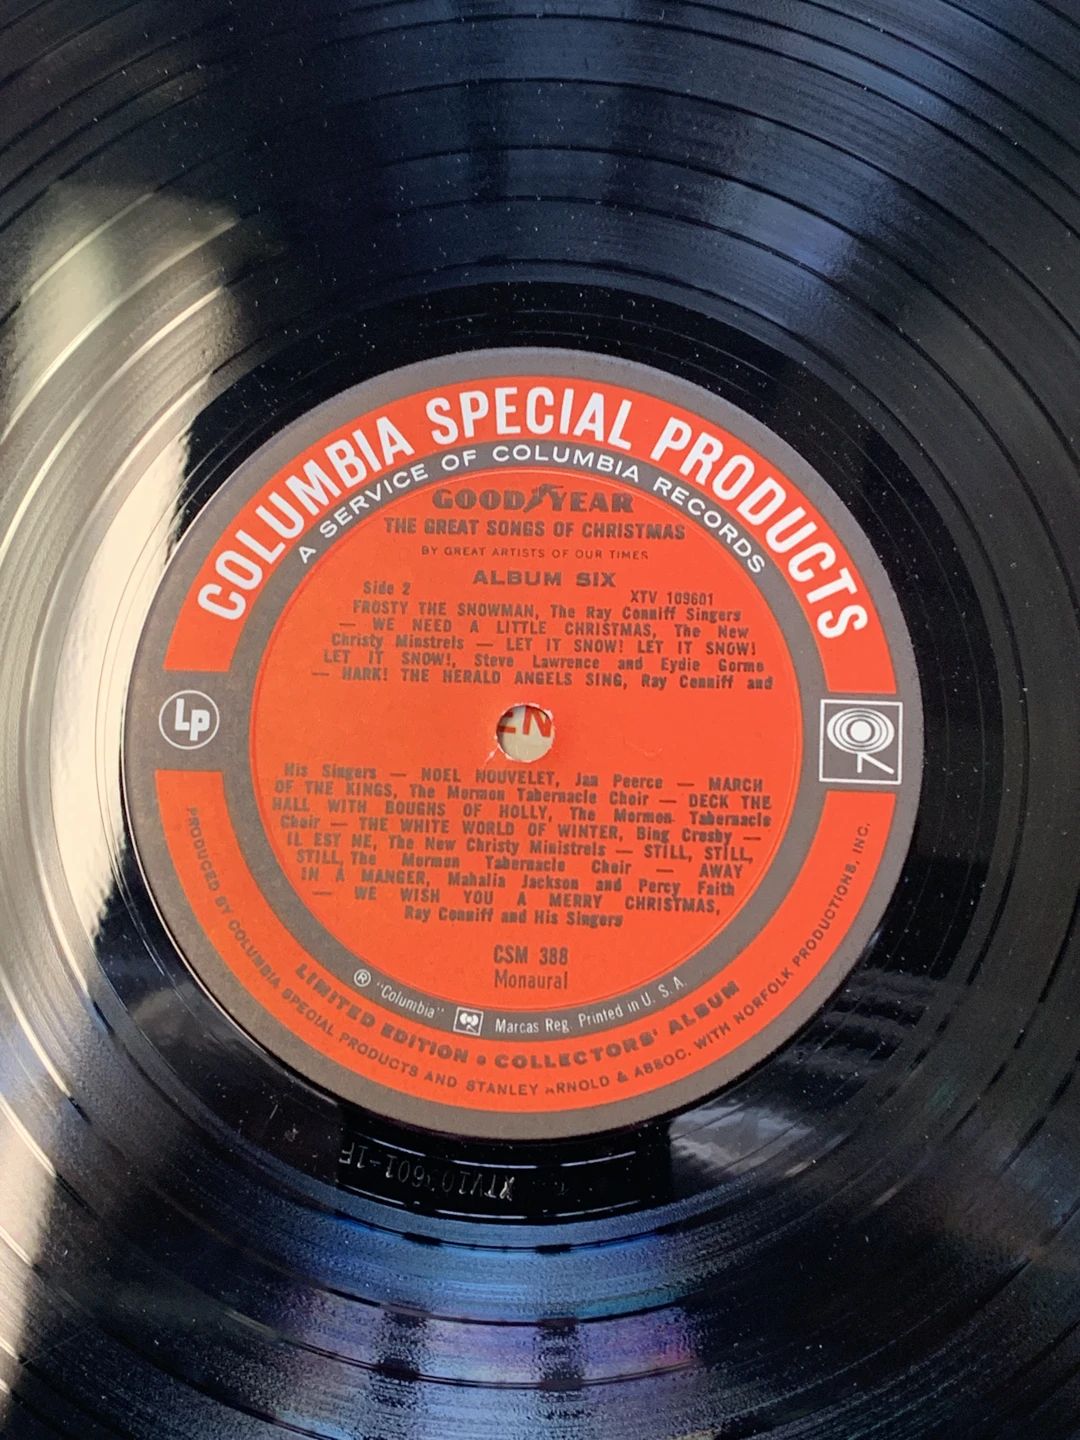 COLUMBIA SPECIAL PRODUCTS
A SERVICE OF COLUMBIA RECORDS
GOODYEAR
THE GREAT SONGS OF CHRISTMAS
BY GREAT ARTISTS OF OUR TIMES
ALBUM SIX
Side 2 XTV 109601
FROSTY THE SNOWMAN, The Ray Conniff Singers
— WE NEED A LITTLE CHRISTMAS, The New
Christy Minstrels — LET IT SNOW! LET IT SNOW!
LET IT SNOW!, Steve Lawrence and Eydie Gorme
— HARK! THE HERALD ANGELS SING, Ray Conniff and
Lp
EN
His Singers — NOEL NOUVELET, Jan Peerce — MARCH
OF THE KINGS, The Mormon Tabernacle Choir — DECK THE
HALL WITH BOUGHS OF HOLLY, The Mormon Tabernacle
Choir — THE WHITE WORLD OF WINTER, Bing Crosby —
IL EST NE, The New Christy Ministrels — STILL, STILL,
STILL, The Mormon Tabernacle Choir — AWAY
IN A MANGER, Mahalia Jackson and Percy Faith
— WE WISH YOU A MERRY CHRISTMAS,
Ray Conniff and His Singers
CSM 388
Monaural
® "Columbia" Marcas Reg. Printed in U. S. A.
LIMITED EDITION • COLLECTORS' ALBUM
PRODUCED BY COLUMBIA SPECIAL PRODUCTS AND STANLEY ARNOLD & ASSOC. WITH NORFOLK PRODUCTIONS, INC.
XTV109601-1F